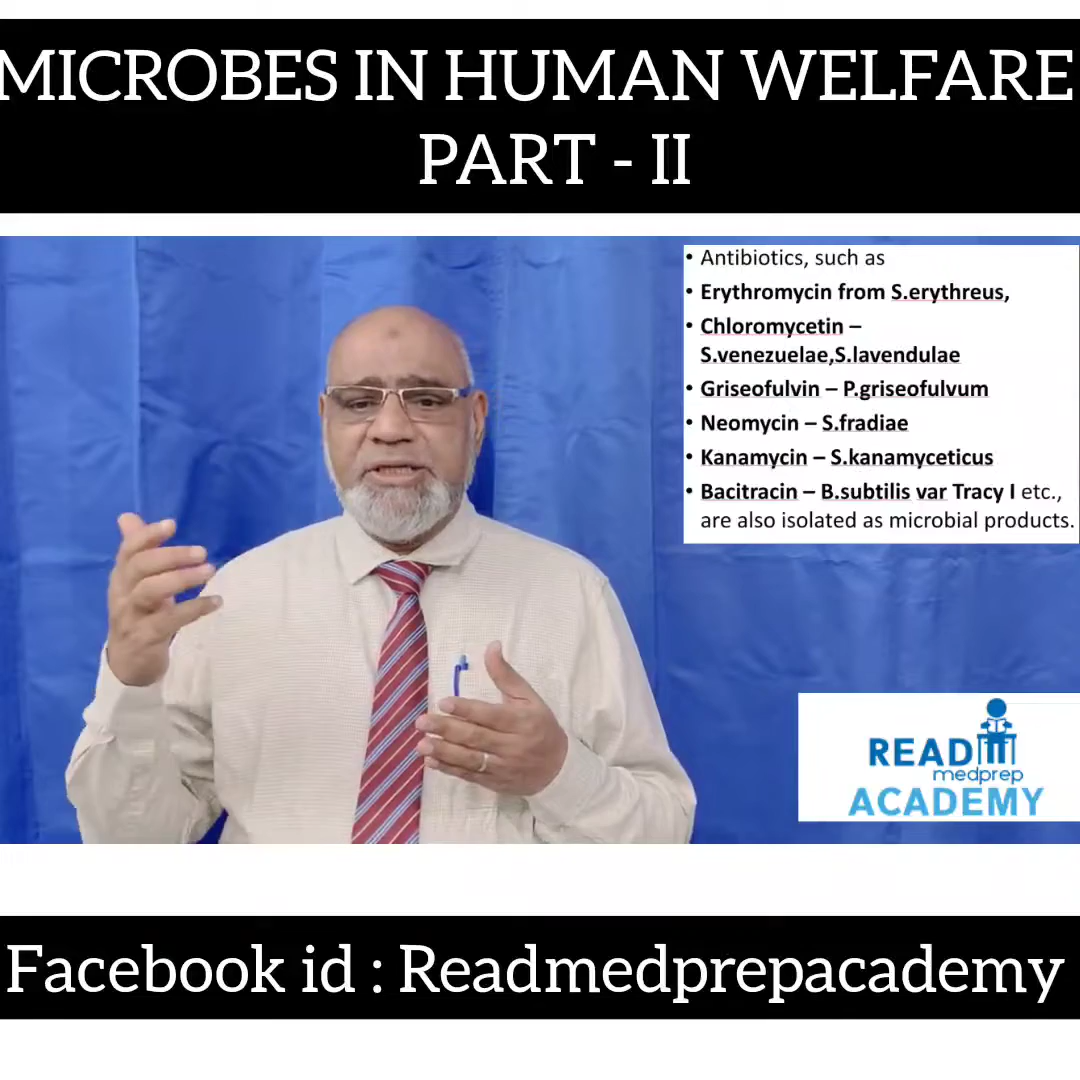 MICROBES IN HUMAN WELFARE
PART - II
• Antibiotics, such as
• Erythromycin from S.erythreus,
• Chloromycetin –
S.venezuelae,S.lavendulae
• Griseofulvin – P.griseofulvum
• Neomycin – S.fradiae
• Kanamycin – S.kanamyceticus
• Bacitracin – B.subtilis var Tracy I etc.,
are also isolated as microbial products.
READ
medprep
ACADEMY
Facebook id : Readmedprepacademy